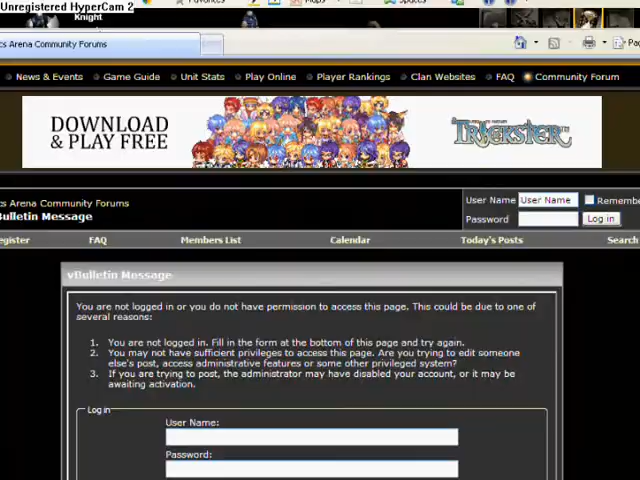 Unregistered HyperCam 2
Favorites
Maps
Spaces
Knight
cs Arena Community Forums
News & Events
Game Guide
Unit Stats
Play Online
Player Rankings
Clan Websites
FAQ
Community Forum
DOWNLOAD
& PLAY FREE
TRICKSTER
cs Arena Community Forums
Bulletin Message
User Name
User Name
Rememb
Password
Log in
egister
FAQ
Members List
Calendar
Today's Posts
Search
vBulletin Message
You are not logged in or you do not have permission to access this page. This could be due to one of
several reasons:
1. You are not logged in. Fill in the form at the bottom of this page and try again.
2. You may not have sufficient privileges to access this page. Are you trying to edit someone
else's post, access administrative features or some other privileged system?
3. If you are trying to post, the administrator may have disabled your account, or it may be
awaiting activation.
Log in
User Name:
Password: